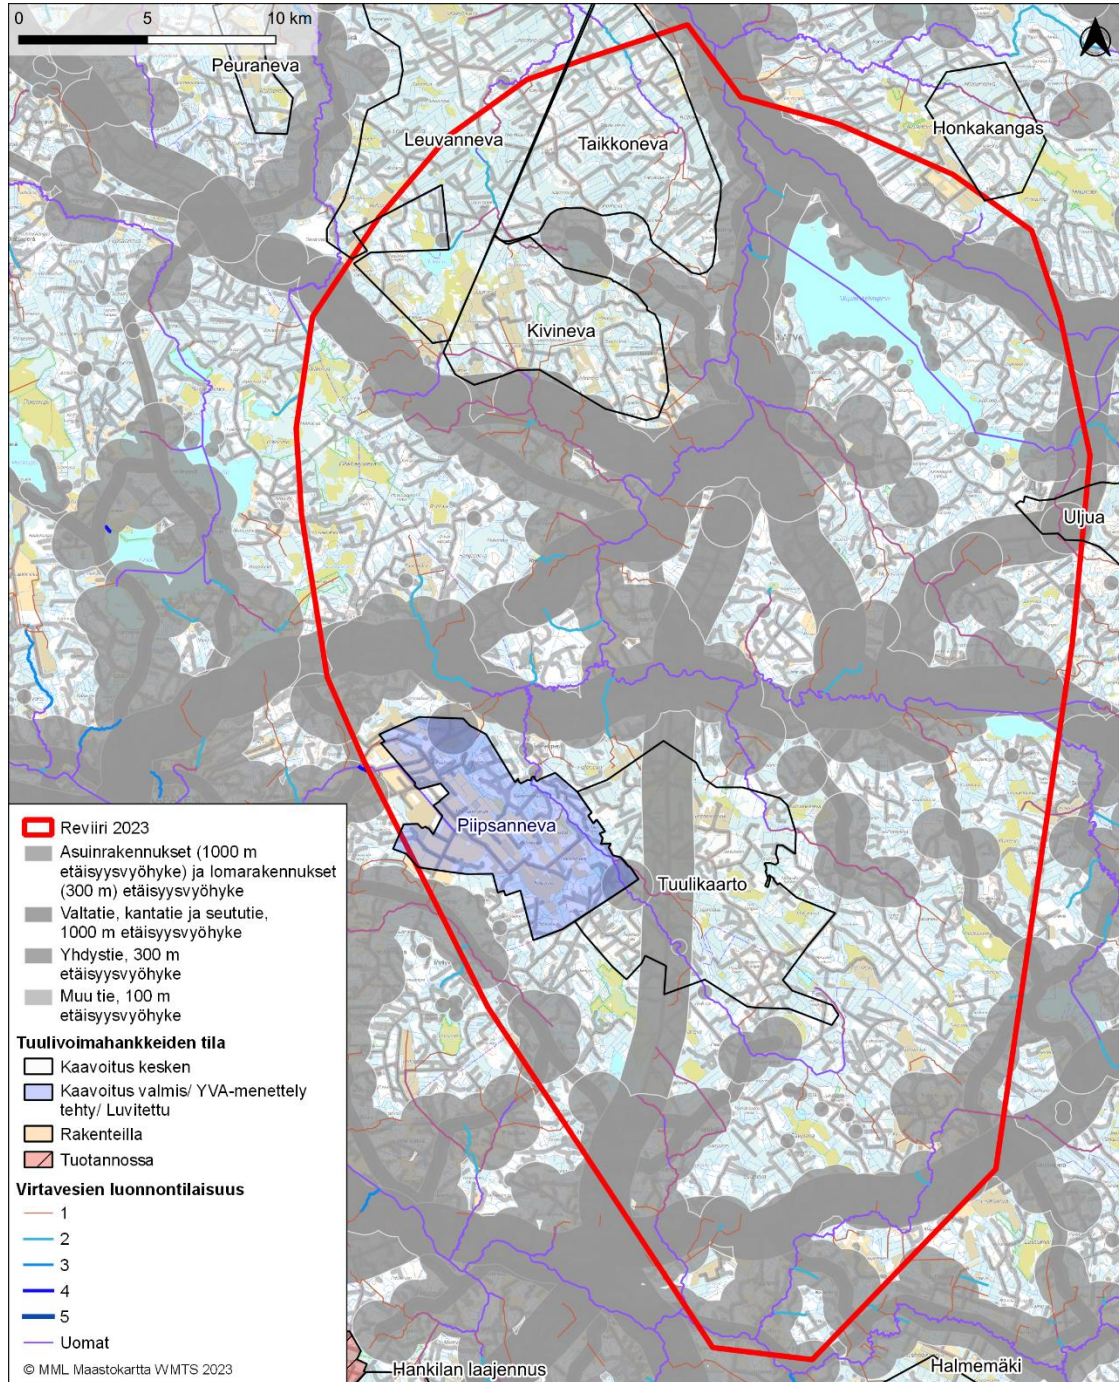 0 5 10 km
Peuraneva
Leuvanneva
Taikkoneva
Honkakangas
Kivineva
Uljua
Piipsanneva
Tuulikaarto
Reviiri 2023
Asuinrakennukset (1000 m
etäisyysvyöhyke) ja lomarakennukset
(300 m) etäisyysvyöhyke
Valtatie, kantatie ja seututie,
1000 m etäisyysvyöhyke
Yhdystie, 300 m
etäisyysvyöhyke
Muu tie, 100 m
etäisyysvyöhyke
Tuulivoimahankkeiden tila
Kaavoitus kesken
Kaavoitus valmis/ YVA-menettely
tehty/ Luvitettu
Rakenteilla
Tuotannossa
Virtavesien luonnontilaisuus
1
2
3
4
5
Uomat
© MML Maastokartta WMTS 2023
Hankilan laajennus
Halmemäki